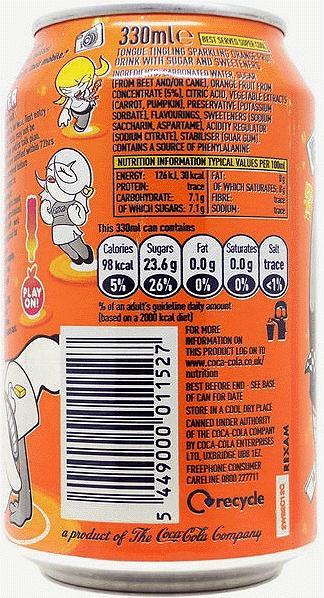 330ml e
BEST SERVED SUPER COOL
TONGUE TINGLING SPARKLING ORANGE FRUIT
DRINK WITH SUGAR AND SWEETENERS
INGREDIENTS: CARBONATED WATER, SUGAR
(FROM BEET AND/OR CANE), ORANGE FRUIT FROM
CONCENTRATE (5%), CITRIC ACID, VEGETABLE EXTRACTS
(CARROT, PUMPKIN), PRESERVATIVE (POTASSIUM
SORBATE), FLAVOURINGS, SWEETENERS (SODIUM
SACCHARIN, ASPARTAME), ACIDITY REGULATOR
(SODIUM CITRATE), STABILISER (GUAR GUM).
CONTAINS A SOURCE OF PHENYLALANINE
NUTRITION INFORMATION TYPICAL VALUES PER 100ml
ENERGY: 126 kJ, 30 kcal FAT: 0g
PROTEIN: trace OF WHICH SATURATES: 0g
CARBOHYDRATE: 7.1g FIBRE: trace
OF WHICH SUGARS: 7.1g SODIUM: trace
This 330ml can contains
Calories Sugars Fat Saturates Salt
98 kcal 23.6 g 0.0 g 0.0 g trace
5% 26% 0% 0% <1%
% of an adult's guideline daily amount
(based on a 2000 kcal diet)
PLAY
ON!
FOR MORE
INFORMATION ON
THIS PRODUCT LOG ON TO
www.coca-cola.co.uk/
nutrition
BEST BEFORE END - SEE BASE
OF CAN FOR DATE
STORE IN A COOL DRY PLACE
CANNED UNDER AUTHORITY
OF THE COCA-COLA COMPANY
BY COCA-COLA ENTERPRISES
LTD, UXBRIDGE UB8 1EZ.
FREEPHONE CONSUMER
CARELINE 0800 227711
REXAM
recycle
5 449000 011527
a product of The Coca-Cola Company